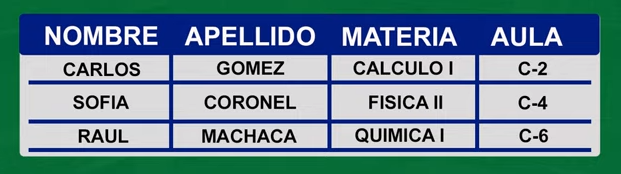 NOMBRE APELLIDO MATERIA AULA
CARLOS GOMEZ CALCULO I C-2
SOFIA CORONEL FISICA II C-4
RAUL MACHACA QUIMICA I C-6